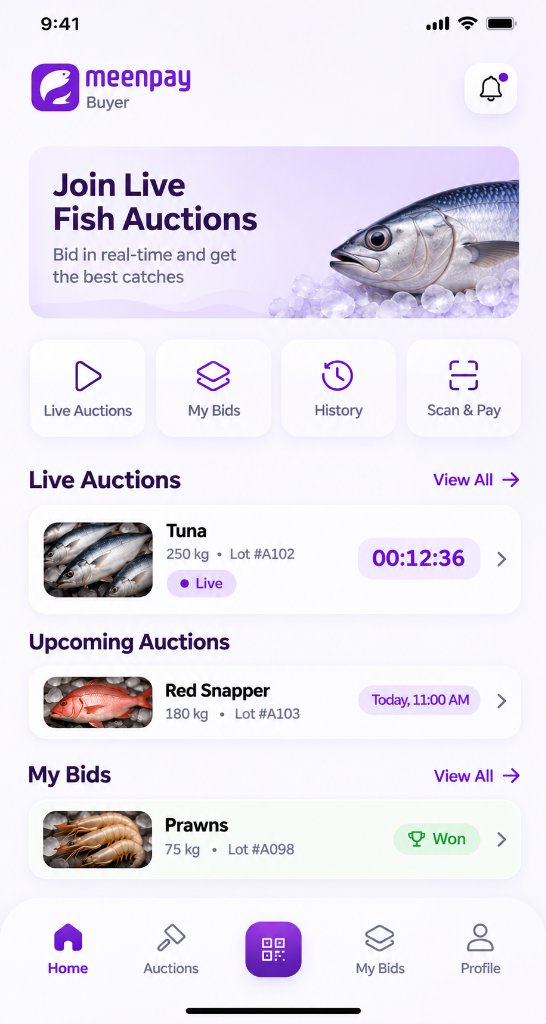 9:41
meenpay
Buyer
Join Live
Fish Auctions
Bid in real-time and get
the best catches
Live Auctions
My Bids
History
Scan & Pay
Live Auctions
View All
Tuna
250 kg • Lot #A102
Live
00:12:36
Upcoming Auctions
Red Snapper
180 kg • Lot #A103
Today, 11:00 AM
My Bids
View All
Prawns
75 kg • Lot #A098
Won
Home
Auctions
My Bids
Profile